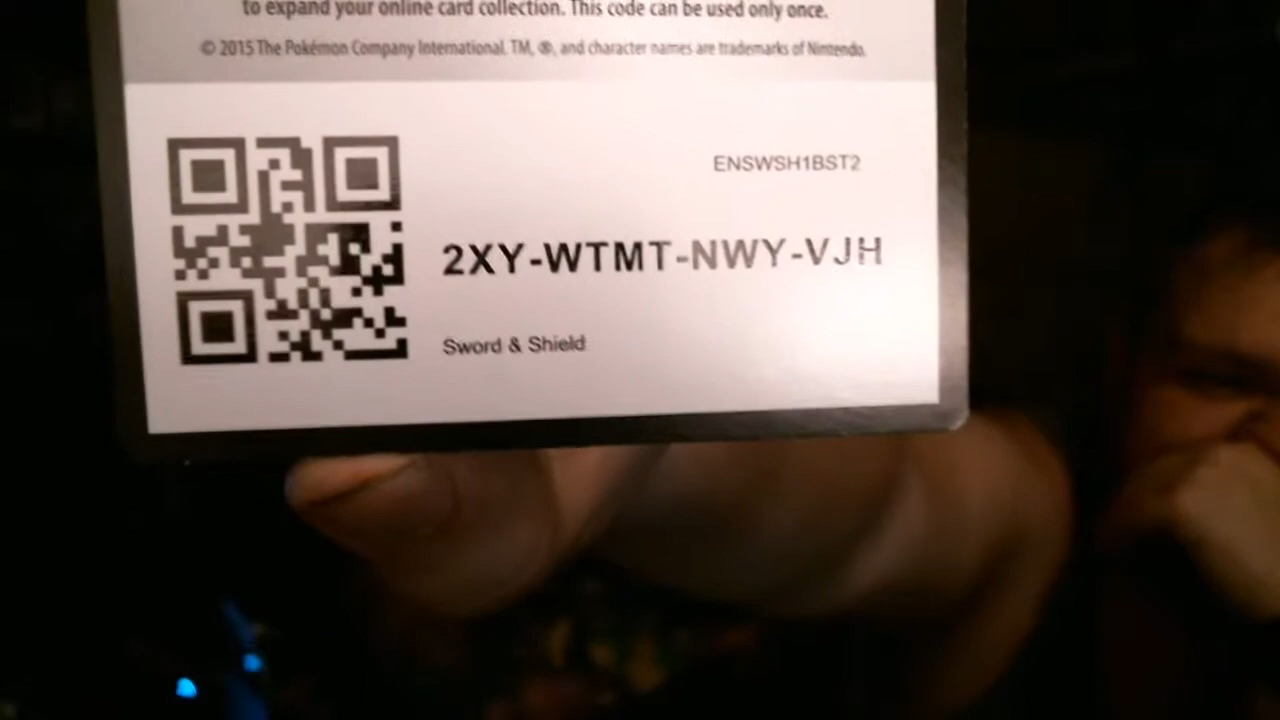 to expand your online card collection. This code can be used only once.
© 2015 The Pokémon Company International. TM, ®, and character names are trademarks of Nintendo.
ENSWSH1BST2
2XY-WTMT-NWY-VJH
Sword & Shield